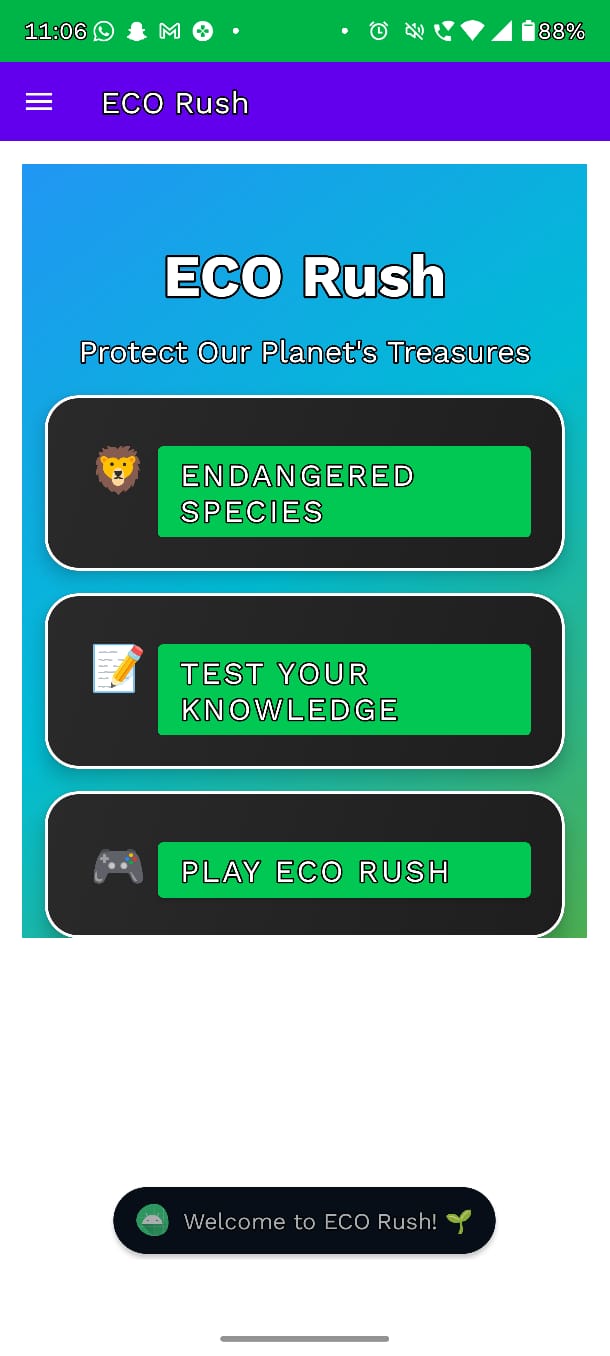 11:06 88%
ECO Rush
ECO Rush
Protect Our Planet's Treasures
ENDANGERED
SPECIES
TEST YOUR
KNOWLEDGE
PLAY ECO RUSH
Welcome to ECO Rush! 🌱